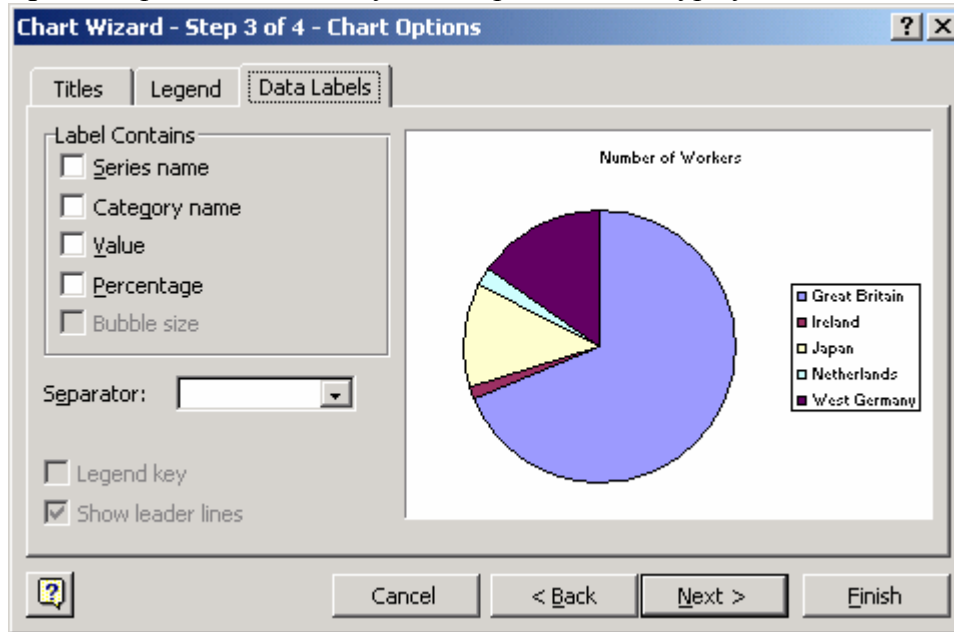 Chart Wizard - Step 3 of 4 - Chart Options
Titles
Legend
Data Labels
Label Contains
Series name
Category name
Value
Percentage
Bubble size
Separator:
Legend key
Show leader lines
Number of Workers
Great Britain
Ireland
Japan
Netherlands
West Germany
Cancel
< Back
Next >
Finish